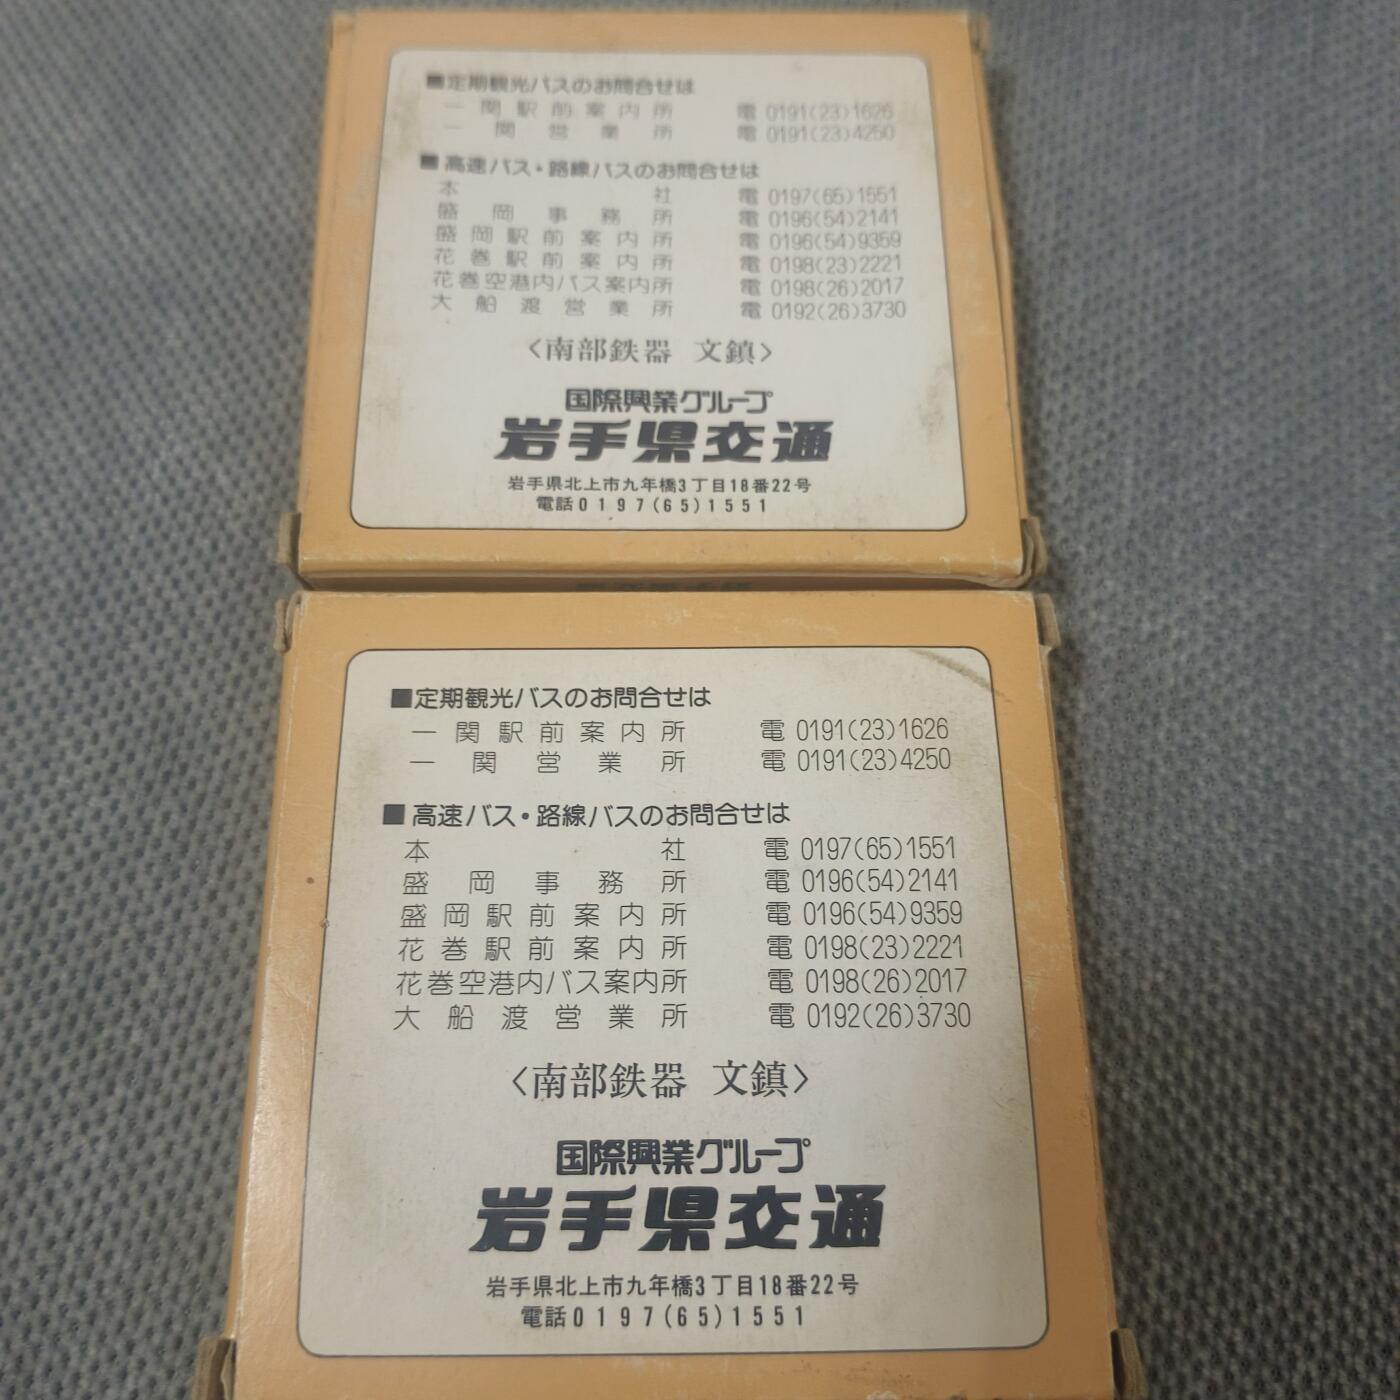 ■定期観光バスのお問合せは
一関駅前案内所 電 0191(23)1626
一関営業所 電 0191(23)4250
■高速バス・路線バスのお問合せは
本社 電 0197(65)1551
盛岡事務所 電 0196(54)2141
盛岡駅前案内所 電 0196(54)9359
花巻駅前案内所 電 0198(23)2221
花巻空港内バス案内所 電 0198(26)2017
大船渡営業所 電 0192(26)3730
〈南部鉄器 文鎮〉
国際興業グループ
岩手県交通
岩手県北上市九年橋3丁目18番22号
電話0197(65)1551
■定期観光バスのお問合せは
一関駅前案内所 電 0191(23)1626
一関営業所 電 0191(23)4250
■高速バス・路線バスのお問合せは
本社 電 0197(65)1551
盛岡事務所 電 0196(54)2141
盛岡駅前案内所 電 0196(54)9359
花巻駅前案内所 電 0198(23)2221
花巻空港内バス案内所 電 0198(26)2017
大船渡営業所 電 0192(26)3730
〈南部鉄器 文鎮〉
国際興業グループ
岩手県交通
岩手県北上市九年橋3丁目18番22号
電話0197(65)1551